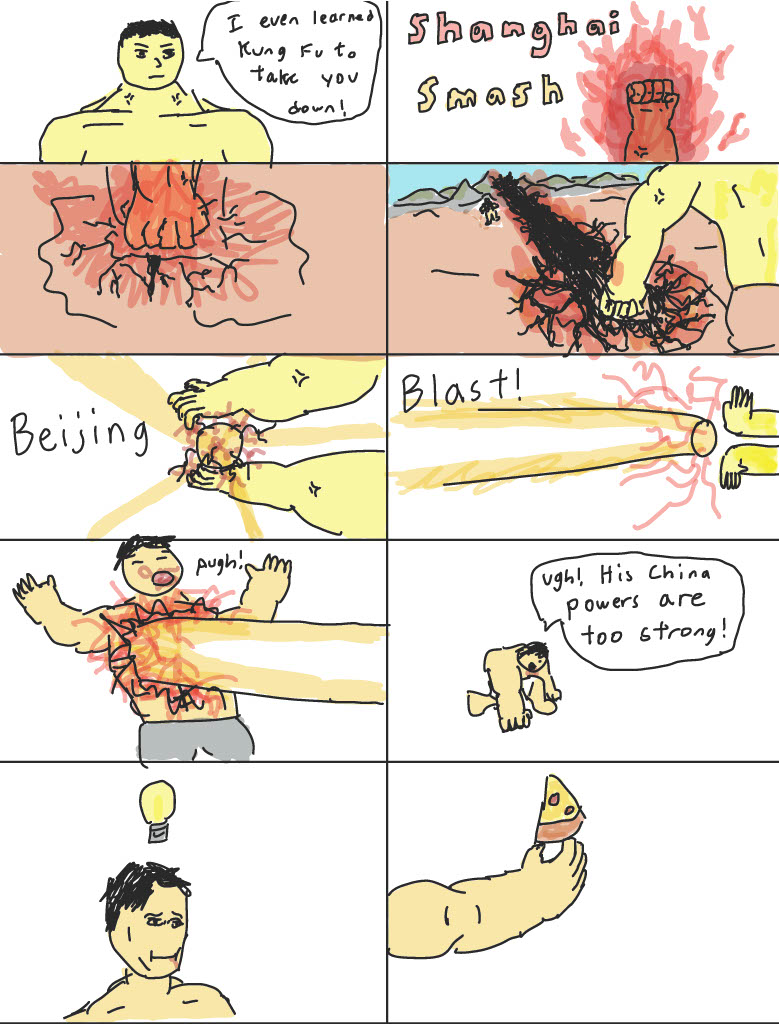 I even learned
Kung Fu to
take you
down!
Shanghai
Smash
Beijing
Blast!
Augh!
ugh! His China
powers are
too strong!